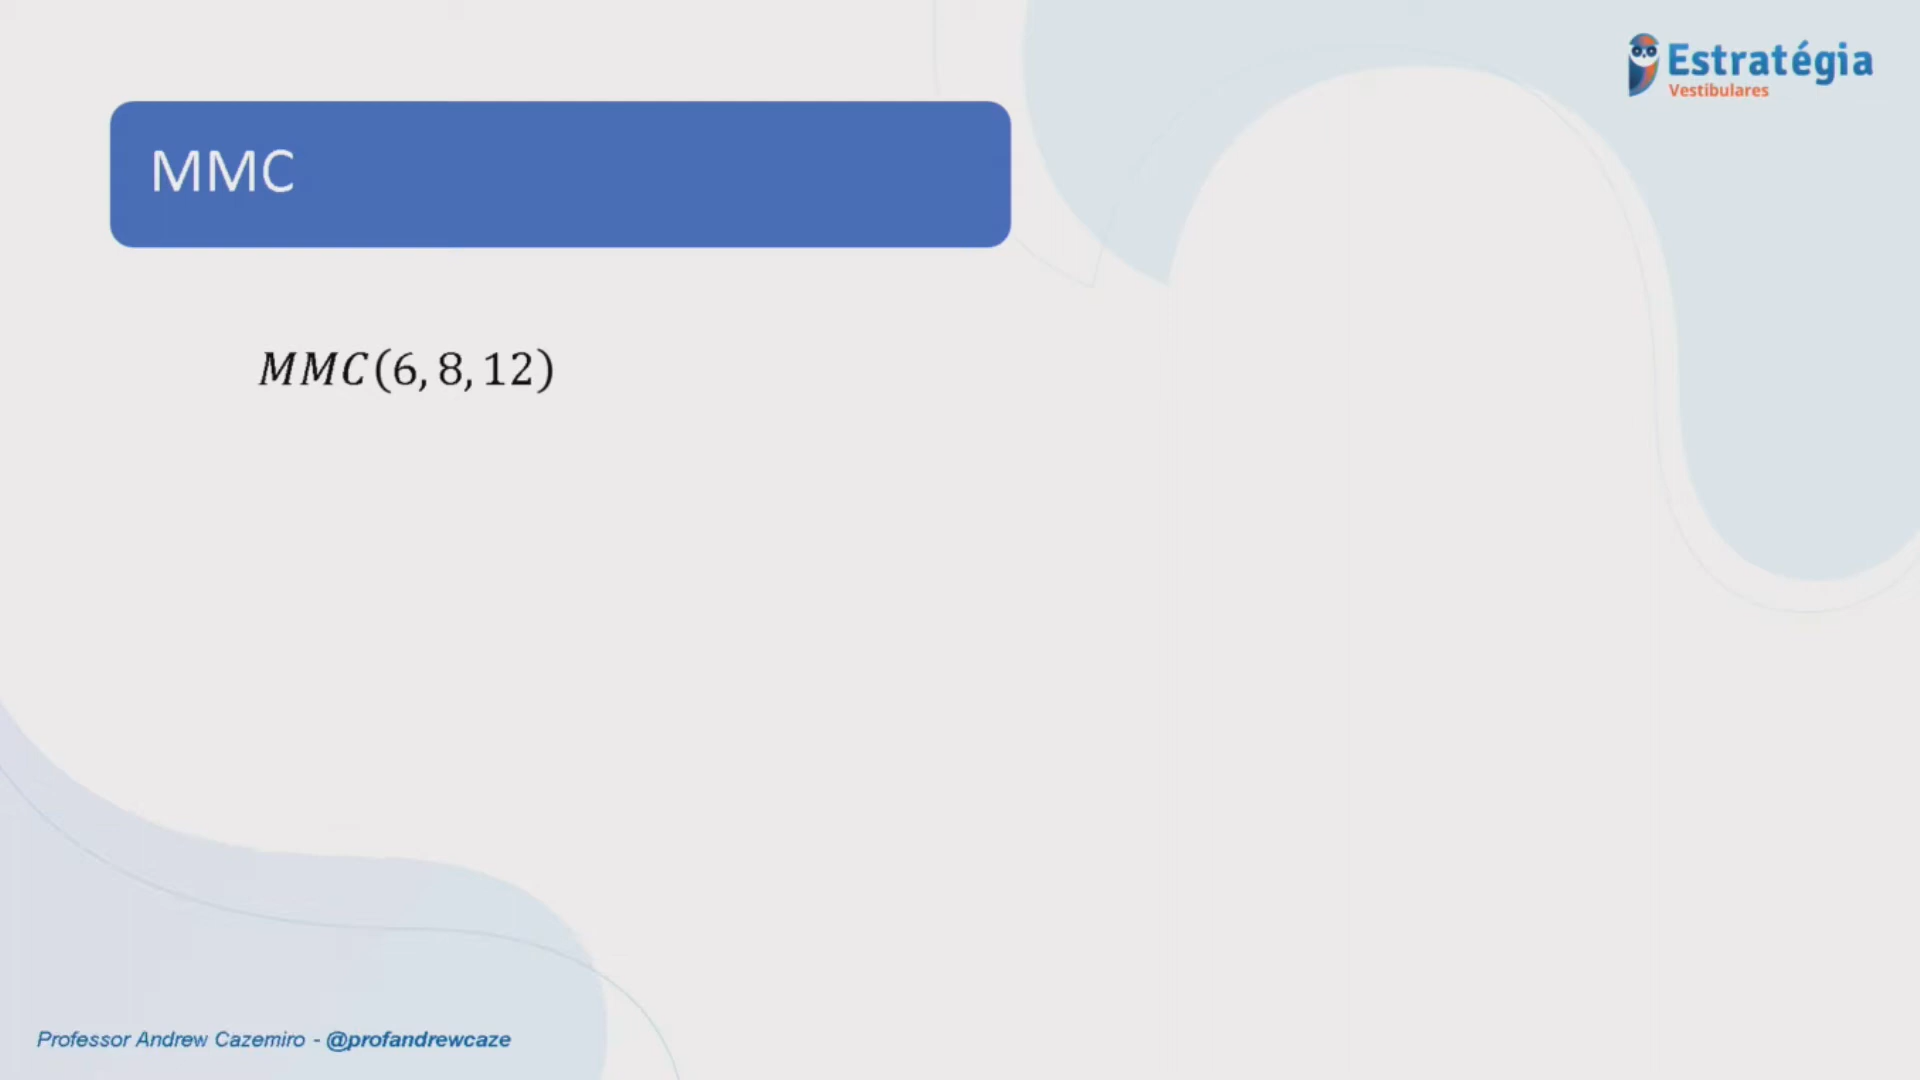 Estratégia
Vestibulares
MMC
MMC(6, 8, 12)
Professor Andrew Cazemiro - @profandrewcaze